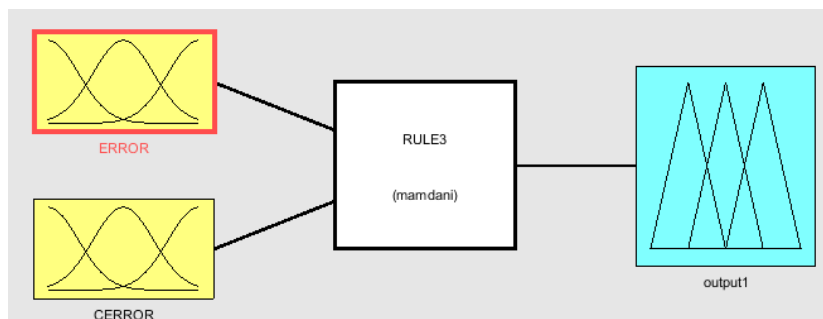 ERROR
RULE3
(mamdani)
CERROR
output1